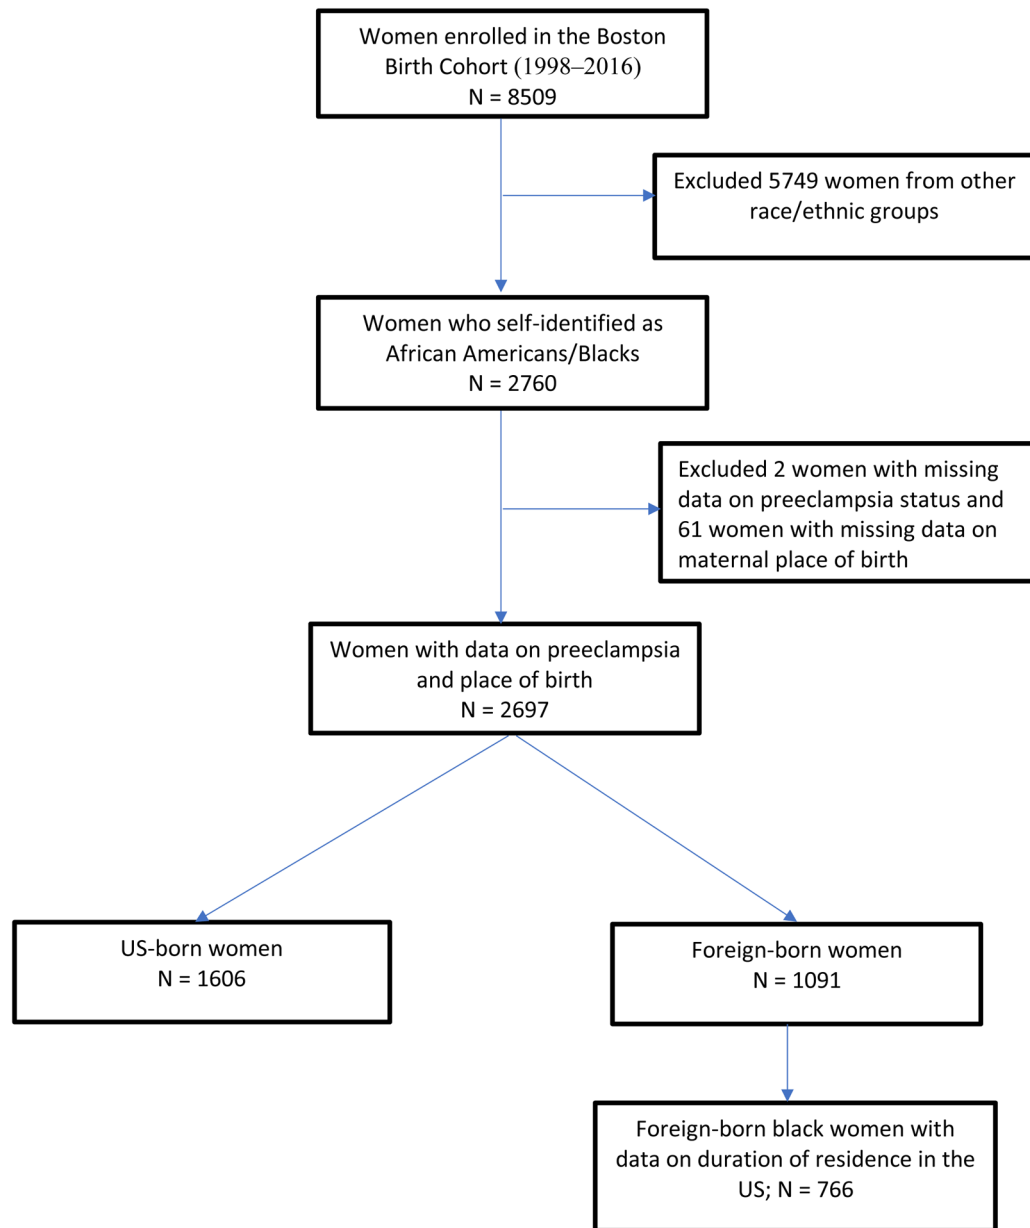 Women enrolled in the Boston
Birth Cohort (1998–2016)
N = 8509
Excluded 5749 women from other
race/ethnic groups
Women who self-identified as
African Americans/Blacks
N = 2760
Excluded 2 women with missing
data on preeclampsia status and
61 women with missing data on
maternal place of birth
Women with data on preeclampsia
and place of birth
N = 2697
US-born women
N = 1606
Foreign-born women
N = 1091
Foreign-born black women with
data on duration of residence in the
US; N = 766